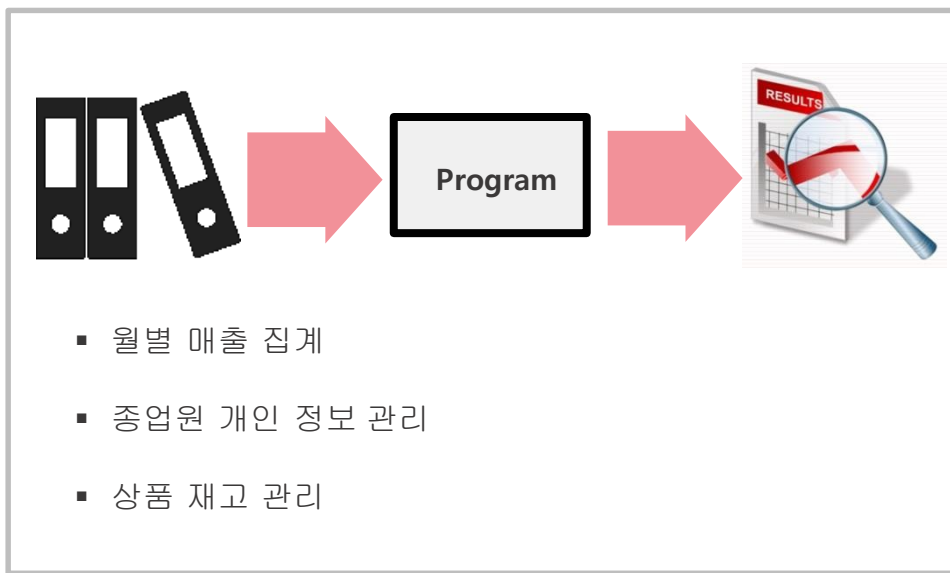 RESULTS
Program
▪ 월별 매출 집계
▪ 종업원 개인 정보 관리
▪ 상품 재고 관리